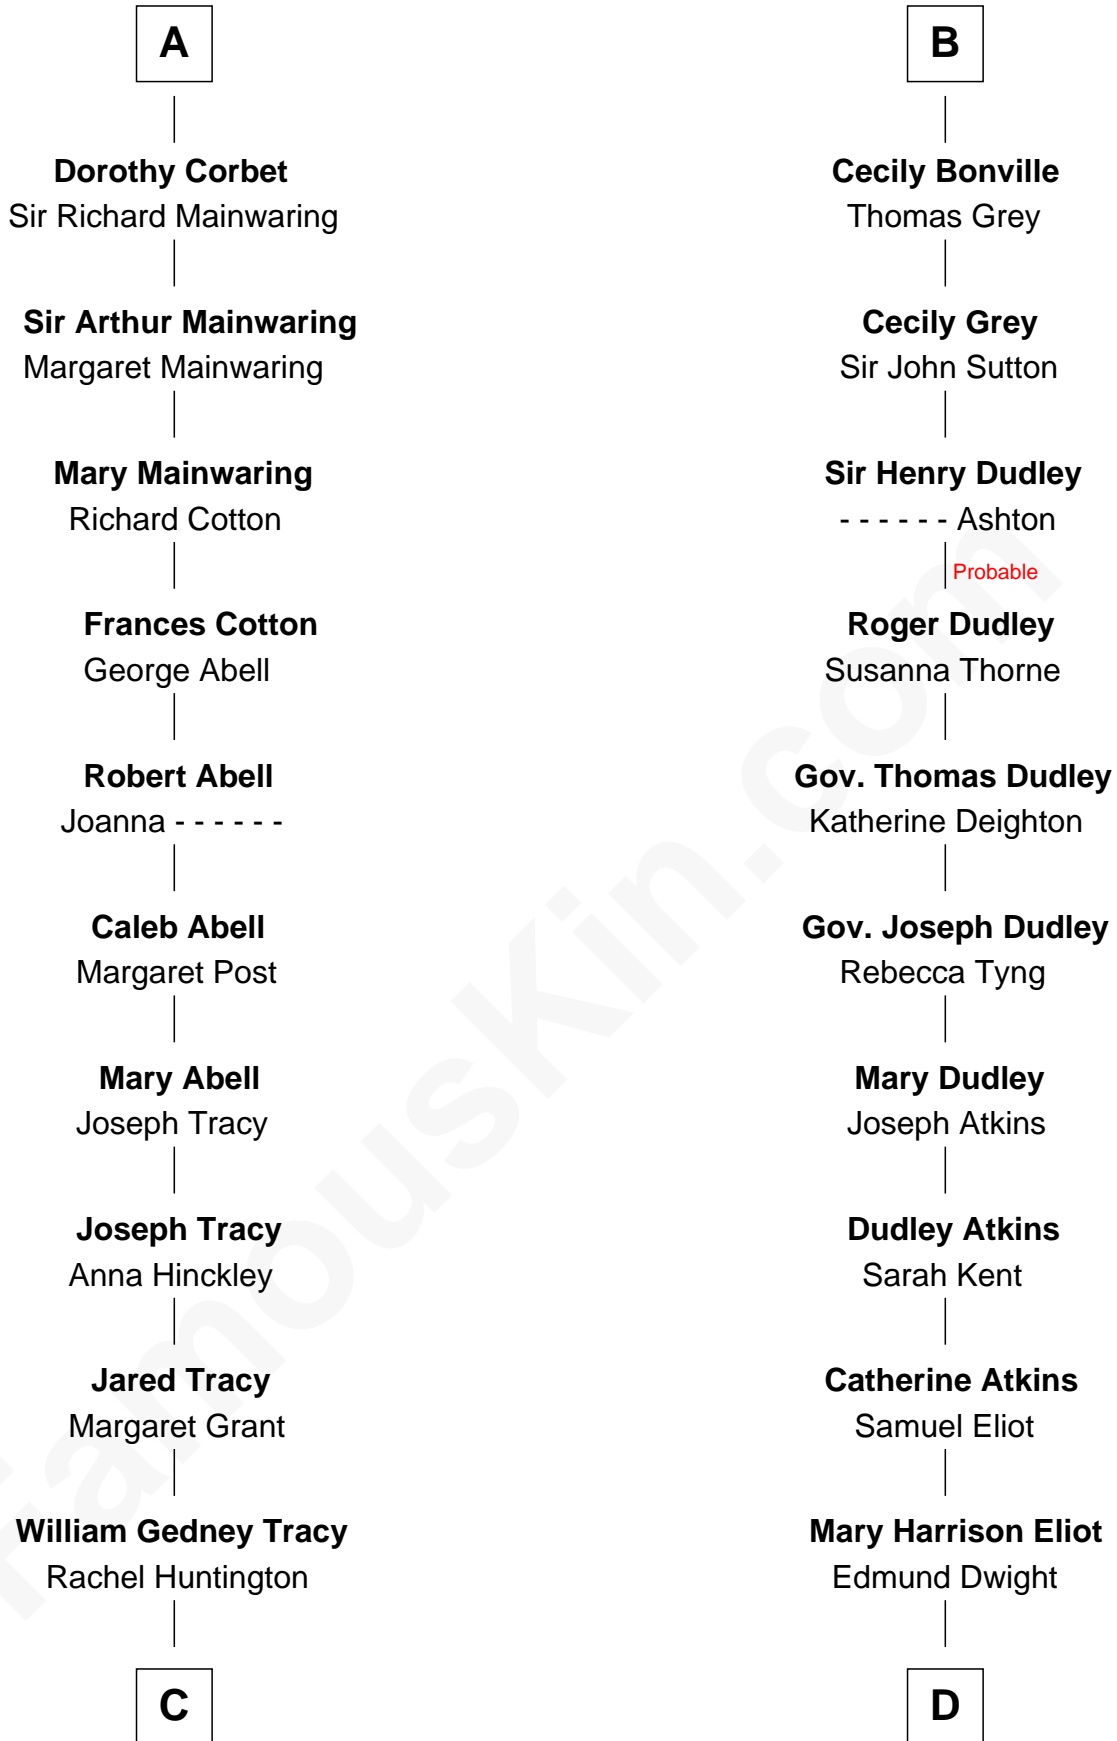 A
Dorothy Corbet
Sir Richard Mainwaring
Sir Arthur Mainwaring
Margaret Mainwaring
Mary Mainwaring
Richard Cotton
Frances Cotton
George Abell
Robert Abell
Joanna - - - - - -
Caleb Abell
Margaret Post
Mary Abell
Joseph Tracy
Joseph Tracy
Anna Hinckley
Jared Tracy
Margaret Grant
William Gedney Tracy
Rachel Huntington
C
B
Cecily Bonville
Thomas Grey
Cecily Grey
Sir John Sutton
Sir Henry Dudley
- - - - - - Ashton
Probable
Roger Dudley
Susanna Thorne
Gov. Thomas Dudley
Katherine Deighton
Gov. Joseph Dudley
Rebecca Tyng
Mary Dudley
Joseph Atkins
Dudley Atkins
Sarah Kent
Catherine Atkins
Samuel Eliot
Mary Harrison Eliot
Edmund Dwight
D
FamousKin.com